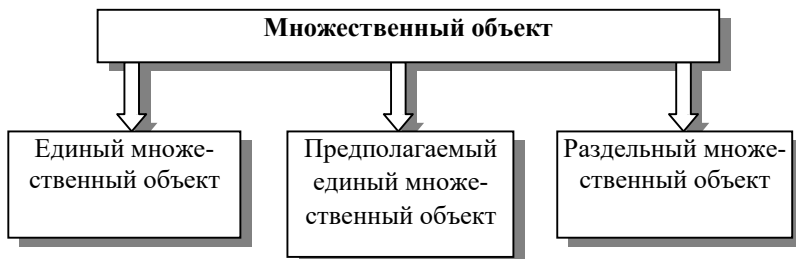 Множественный объект
Единый множе-
ственный объект
Предполагаемый
единый множе-
ственный объект
Раздельный множе-
ственный объект